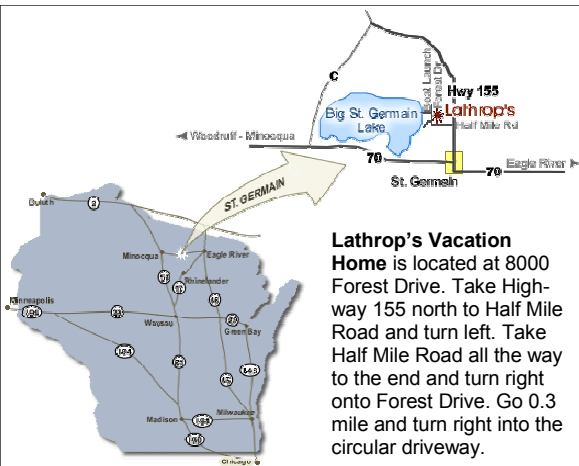 C
Boat Launch
Forest Dr.
Hwy 155
Lathrop's
Half Mile Rd
Big St. Germain
Lake
Woodruff - Minocqua
70
St. Germain
70
Eagle River
ST. GERMAIN
Duluth
2
Minocqua
Eagle River
Rhinelander
Minneapolis
Wausau
29
Green Bay
Madison
Milwaukee
Chicago
Lathrop's Vacation
Home is located at 8000
Forest Drive. Take High-
way 155 north to Half Mile
Road and turn left. Take
Half Mile Road all the way
to the end and turn right
onto Forest Drive. Go 0.3
mile and turn right into the
circular driveway.